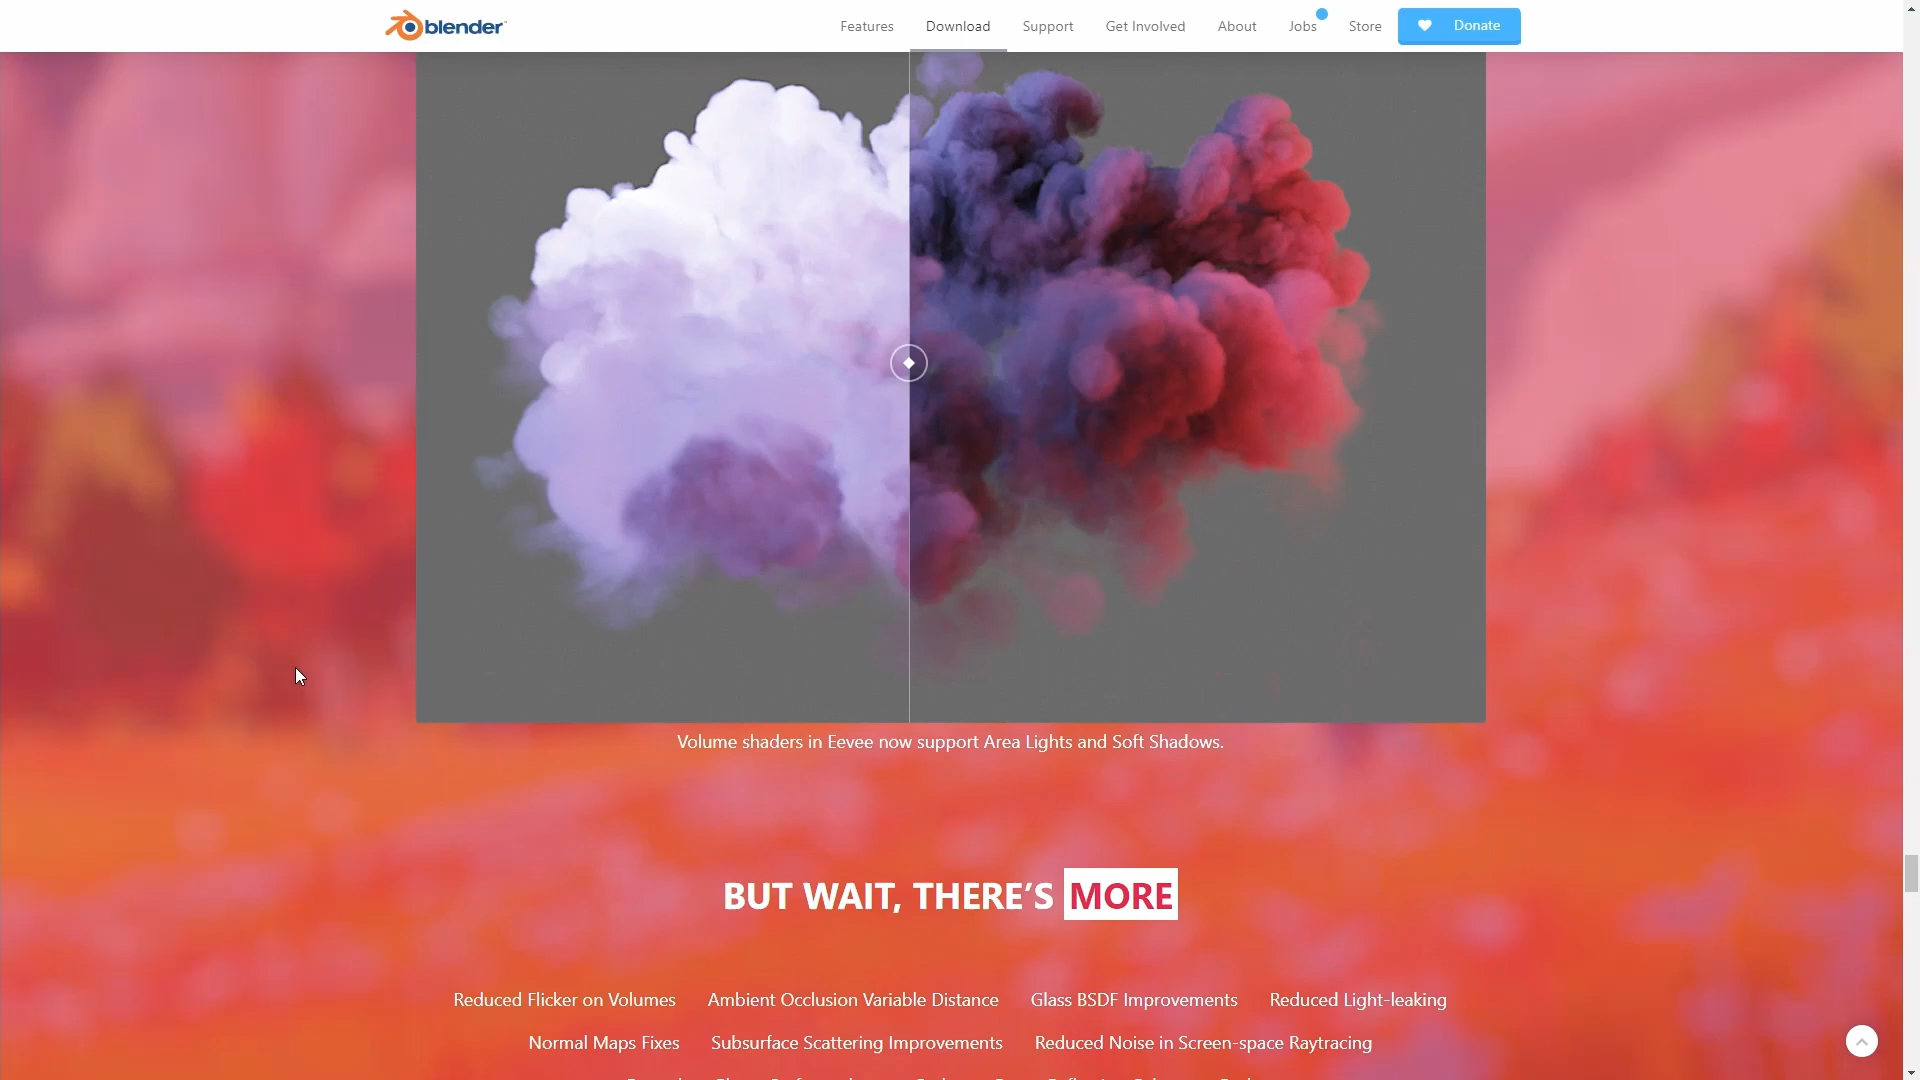 blender
Features Download Support Get Involved About Jobs Store Donate
Volume shaders in Eevee now support Area Lights and Soft Shadows.
BUT WAIT, THERE’S MORE
Reduced Flicker on Volumes Ambient Occlusion Variable Distance Glass BSDF Improvements Reduced Light-leaking
Normal Maps Fixes Subsurface Scattering Improvements Reduced Noise in Screen-space Raytracing